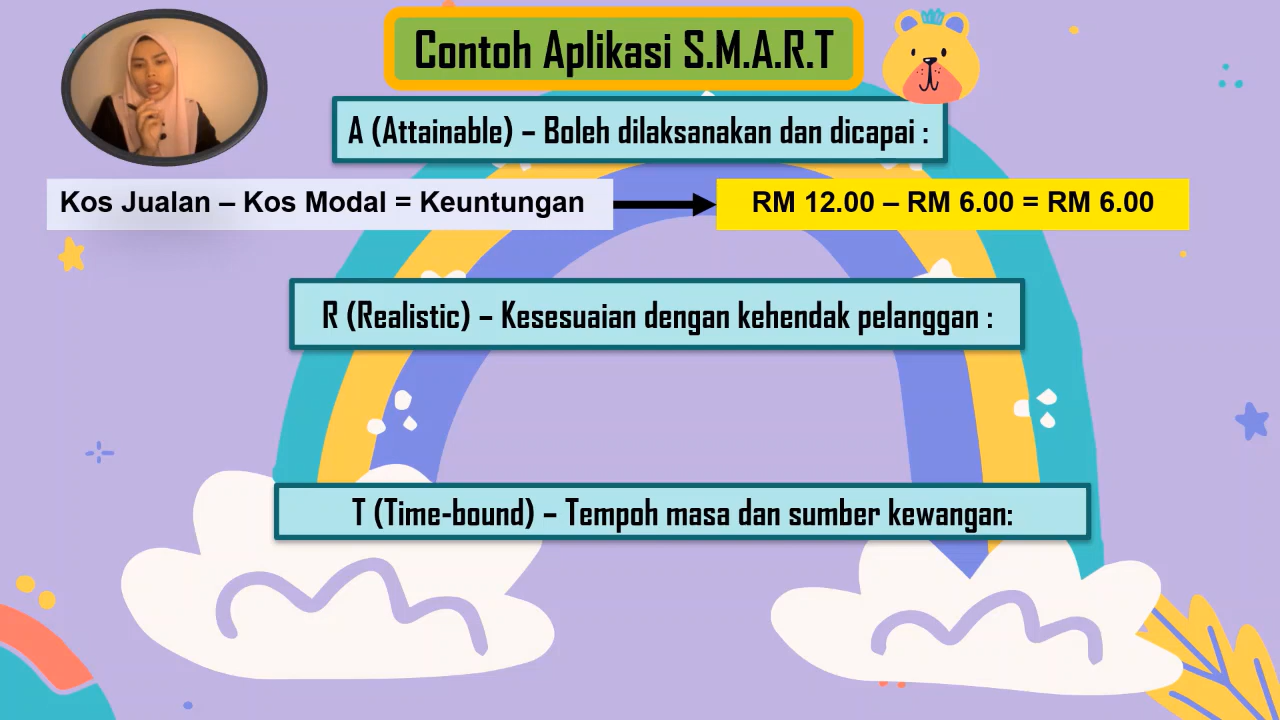 Contoh Aplikasi S.M.A.R.T
A (Attainable) – Boleh dilaksanakan dan dicapai :
Kos Jualan – Kos Modal = Keuntungan
RM 12.00 – RM 6.00 = RM 6.00
R (Realistic) – Kesesuaian dengan kehendak pelanggan :
T (Time-bound) – Tempoh masa dan sumber kewangan: